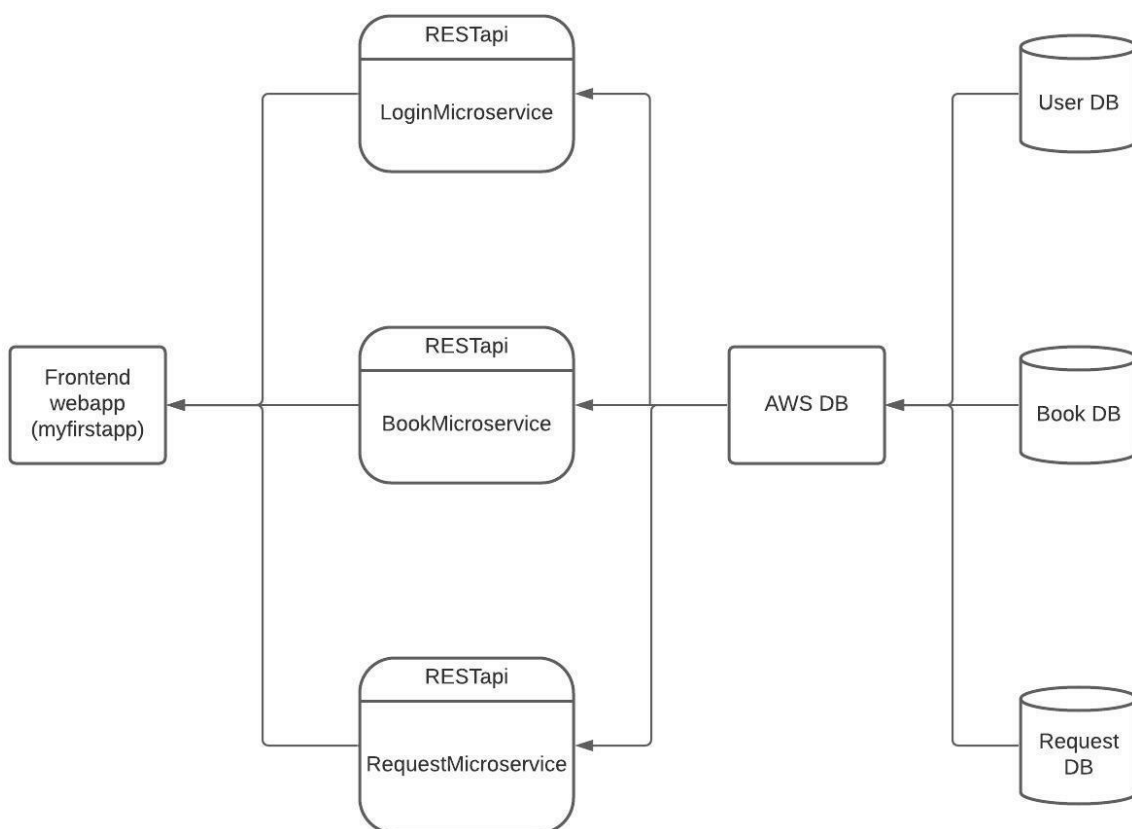 RESTapi
LoginMicroservice
User DB
Frontend
webapp
(myfirstapp)
RESTapi
BookMicroservice
AWS DB
Book DB
RESTapi
RequestMicroservice
Request
DB